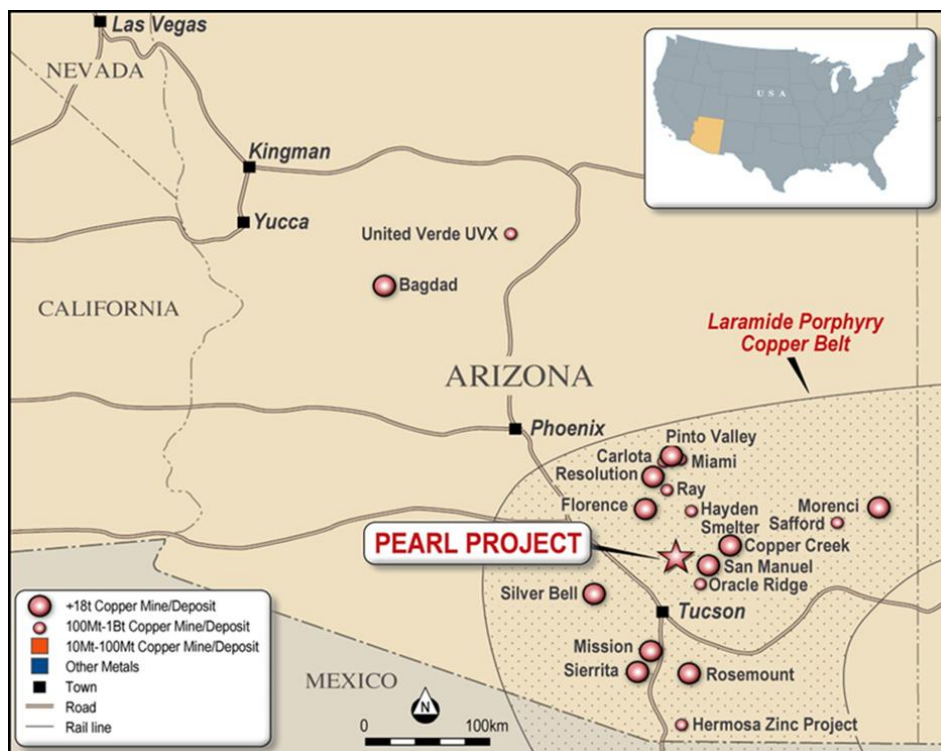 Las Vegas
NEVADA
USA
Kingman
Yucca
United Verde UVX
Bagdad
CALIFORNIA
Laramide Porphyry
Copper Belt
ARIZONA
Phoenix
Pinto Valley
Carlota
Miami
Resolution
Ray
Florence
Hayden
Smelter
Morenci
Safford
PEARL PROJECT
Copper Creek
San Manuel
Oracle Ridge
Silver Bell
Tucson
Mission
Sierrita
Rosemount
MEXICO
Hermosa Zinc Project
+18t Copper Mine/Deposit
100Mt-1Bt Copper Mine/Deposit
10Mt-100Mt Copper Mine/Deposit
Other Metals
Town
Road
Rail line
N
0 100km